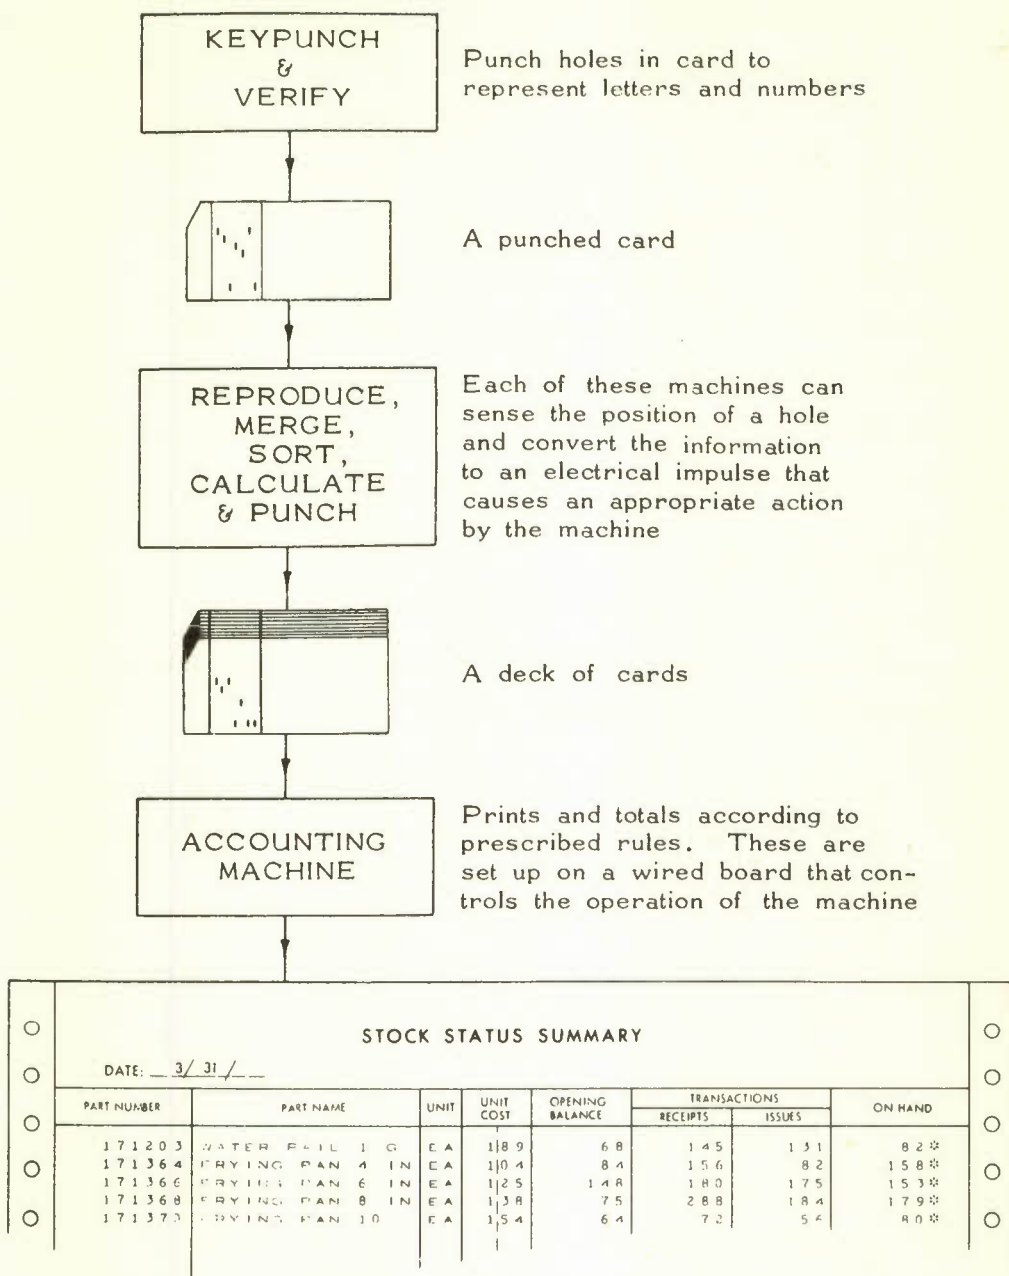 KEYPUNCH
&
VERIFY
Punch holes in card to
represent letters and numbers
A punched card
REPRODUCE,
MERGE,
SORT,
CALCULATE
& PUNCH
Each of these machines can
sense the position of a hole
and convert the information
to an electrical impulse that
causes an appropriate action
by the machine
A deck of cards
ACCOUNTING
MACHINE
Prints and totals according to
prescribed rules. These are
set up on a wired board that con-
trols the operation of the machine
STOCK STATUS SUMMARY
DATE: 3/ 31 /
PART NUMBER PART NAME UNIT UNIT COST OPENING BALANCE TRANSACTIONS RECEIPTS ISSUES ON HAND
171203 WATER PAIL 1 G EA 1 89 68 145 131 82*
171364 FRYING PAN 4 IN EA 1 04 84 156 82 158*
171366 FRYING PAN 6 IN EA 1 25 148 180 175 153*
171368 FRYING PAN 8 IN EA 1 38 75 288 184 179*
FRYING PAN 10 EA 1 54 64 72 56 80*